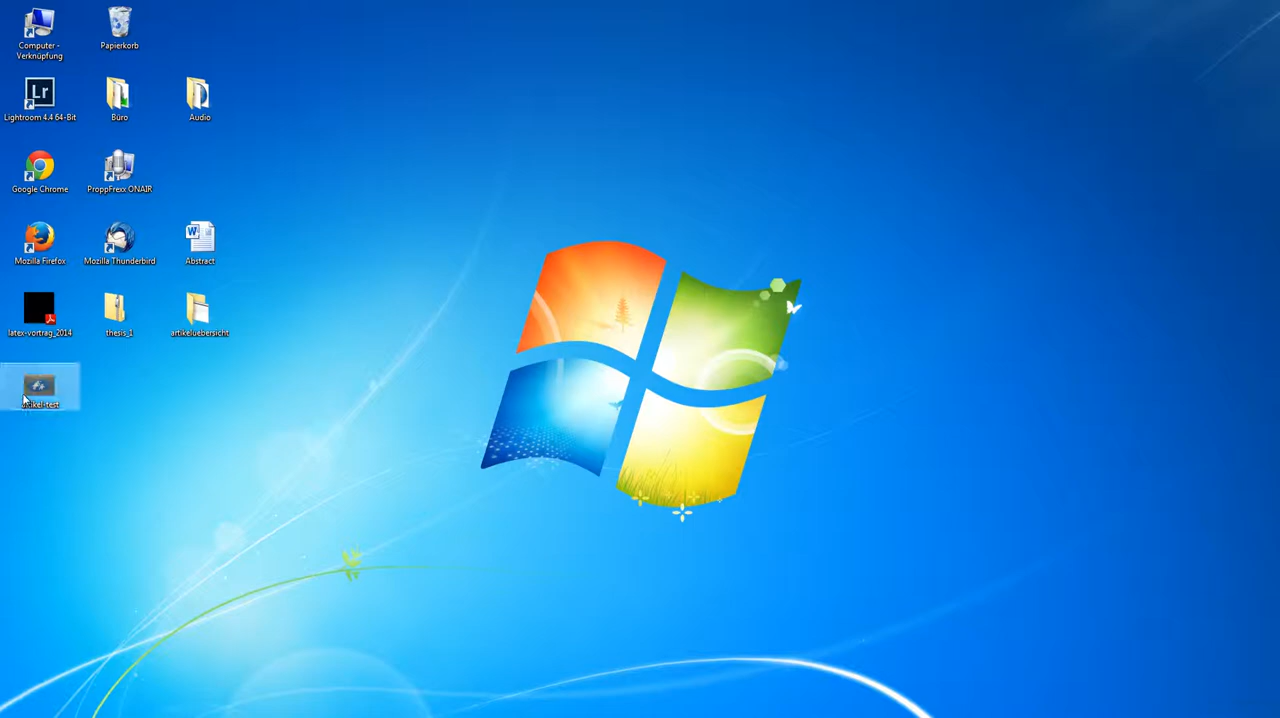 Computer -
Verknüpfung
Papierkorb
Lr
Lightroom 4.4 64-Bit
Büro
Audio
Google Chrome
ProppFrexx ONAIR
Mozilla Firefox
Mozilla Thunderbird
W
Abstract
latex-vortrag_2014
thesis_1
artikeluebersicht